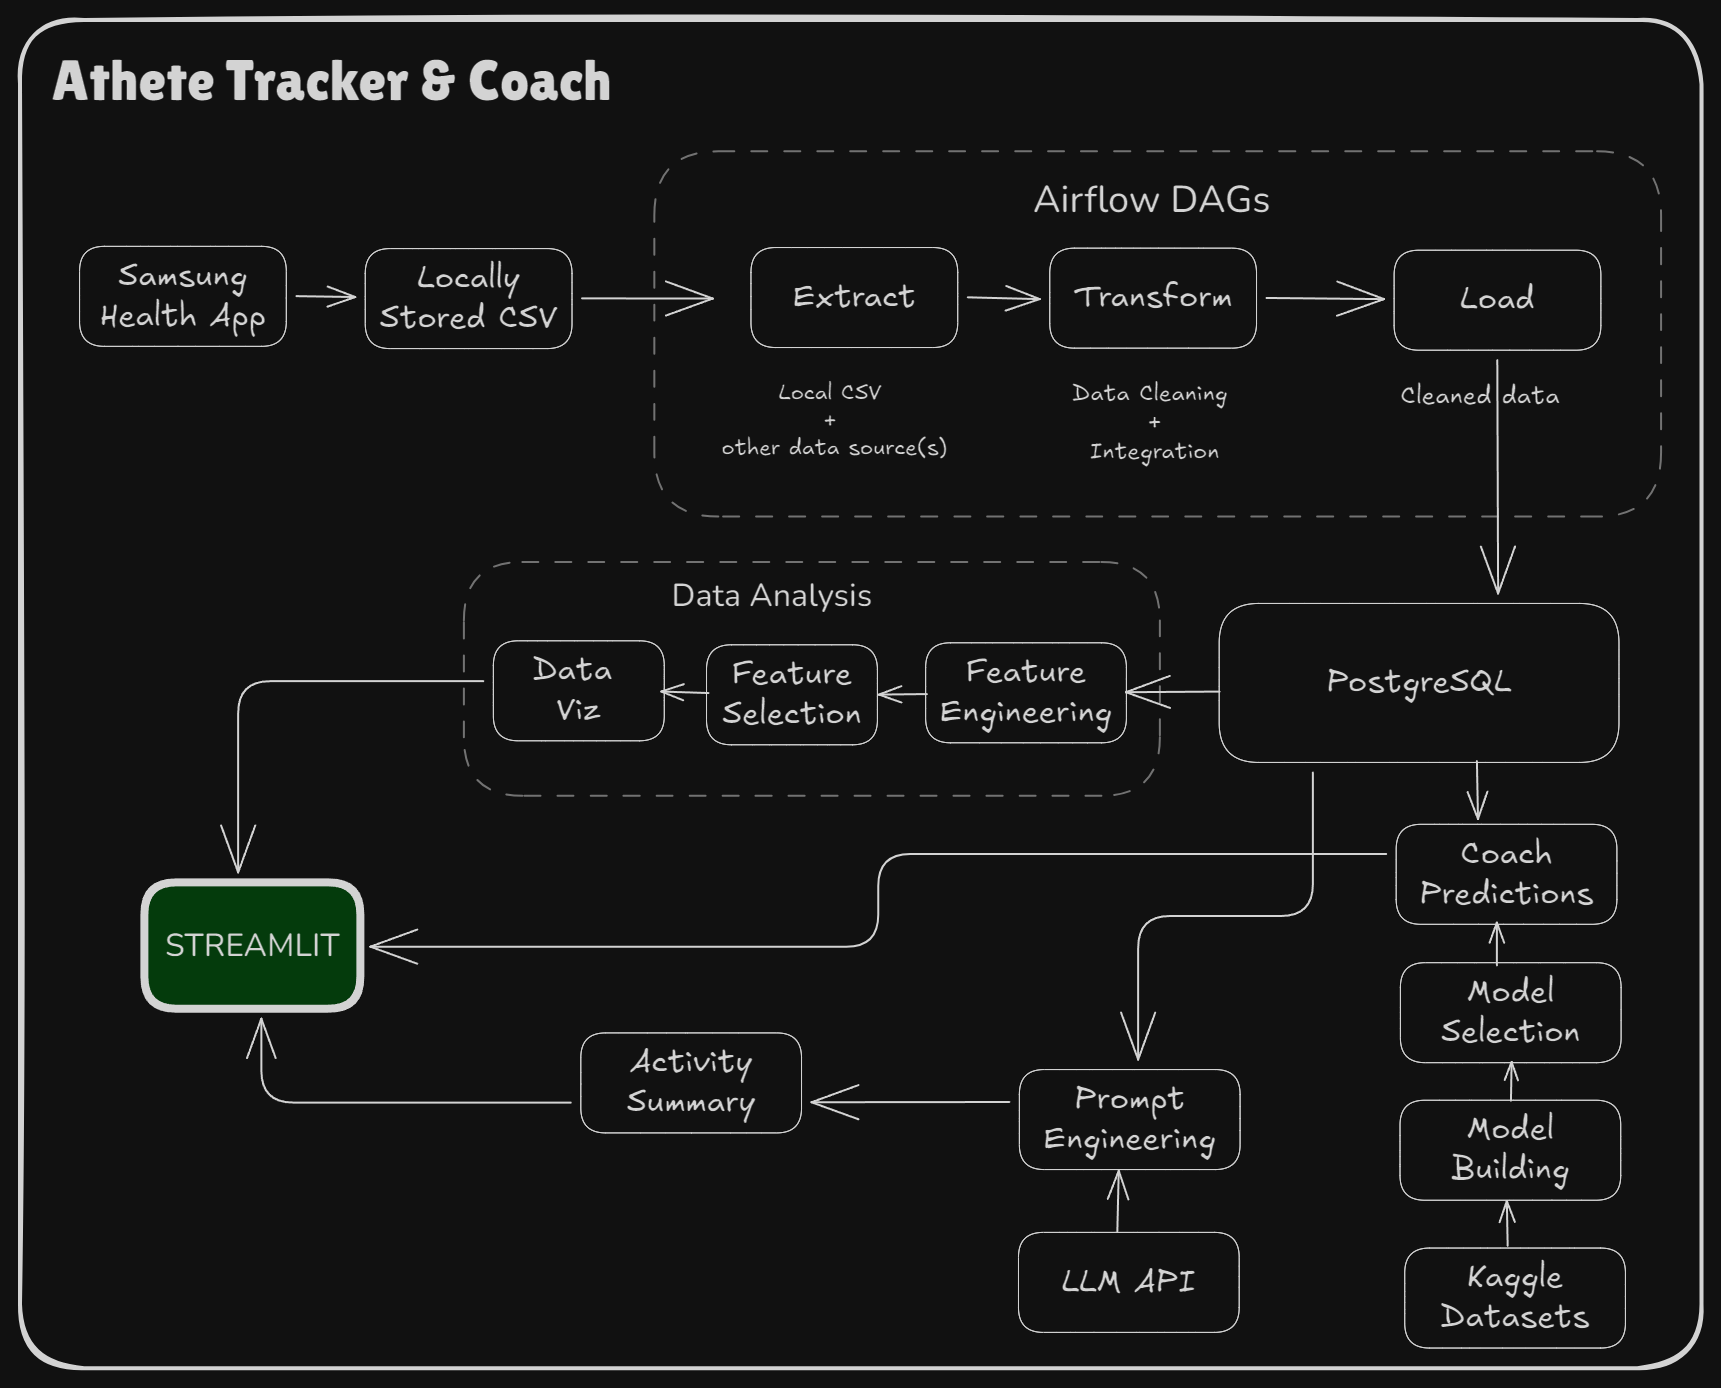 Athete Tracker & Coach
Airflow DAGs
Samsung
Health App
Locally
Stored CSV
Extract
Transform
Load
Local CSV
+
other data source(s)
Data Cleaning
+
Integration
Cleaned data
Data Analysis
Data
Viz
Feature
Selection
Feature
Engineering
PostgreSQL
Coach
Predictions
STREAMLIT
Model
Selection
Activity
Summary
Prompt
Engineering
Model
Building
LLM API
Kaggle
Datasets